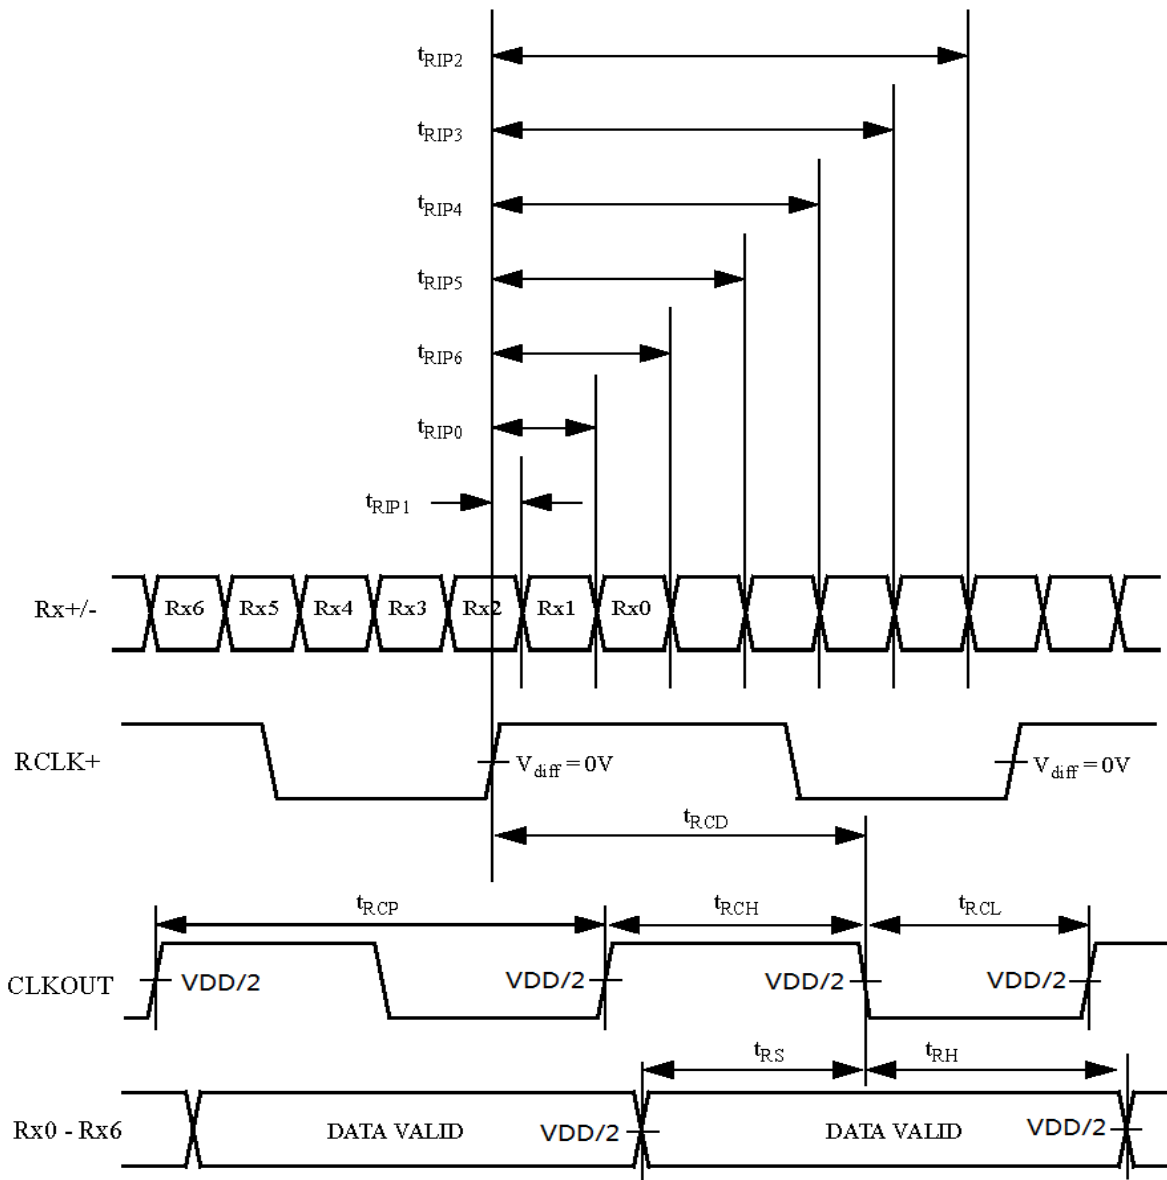 tRIP2
tRIP3
tRIP4
tRIP5
tRIP6
tRIP0
tRIP1
Rx+/- Rx6 Rx5 Rx4 Rx3 Rx2 Rx1 Rx0
RCLK+ Vdiff = 0V Vdiff = 0V
tRCD
tRCP tRCH tRCL
CLKOUT VDD/2 VDD/2 VDD/2 VDD/2
tRS tRH
Rx0 - Rx6 DATA VALID VDD/2 DATA VALID VDD/2